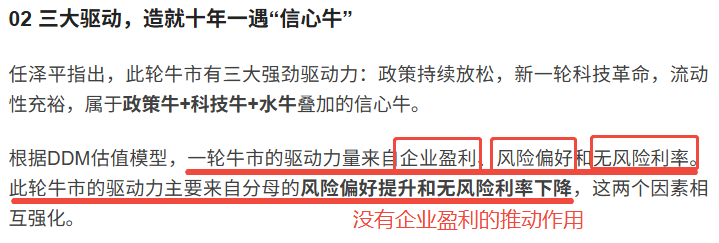 02 三大驱动，造就十年一遇“信心牛”
任泽平指出，此轮牛市有三大强劲驱动力：政策持续放松，新一轮科技革命，流动
性充裕，属于政策牛+科技牛+水牛叠加的信心牛。
根据DDM估值模型，一轮牛市的驱动力量来自企业盈利、风险偏好和无风险利率。
此轮牛市的驱动力主要来自分母的风险偏好提升和无风险利率下降，这两个因素相
互强化。
没有企业盈利的推动作用